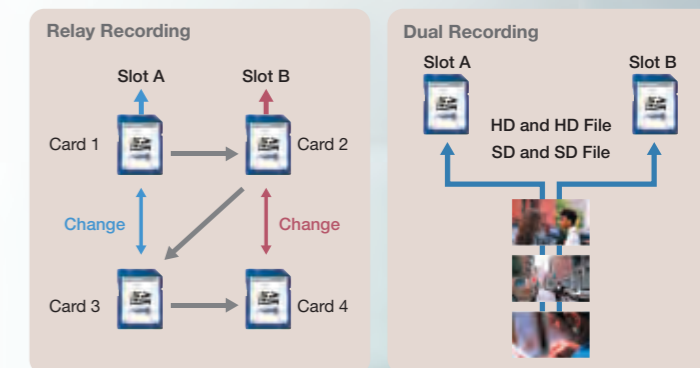 Relay Recording
Slot A
Slot B
Card 1
Card 2
Change
Change
Card 3
Card 4
Dual Recording
Slot A
Slot B
HD and HD File
SD and SD File